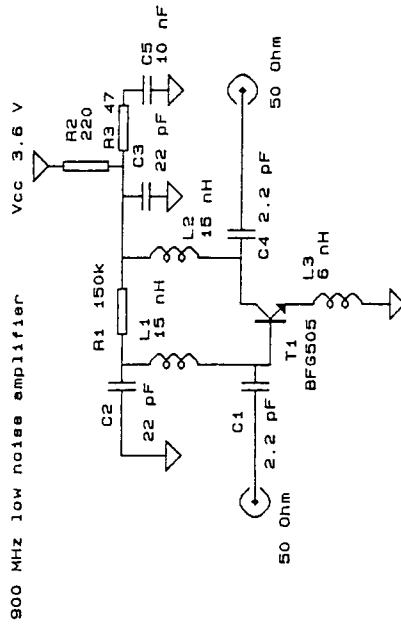 900 MHz low noise amplifier
Vcc 3.6 V
R2
220
R3 47
C5
10 nF
C3
22 pF
R1 150k
L1
15 nH
L2
15 nH
C2
22 pF
C1
2.2 pF
C4
2.2 pF
50 Ohm
50 Ohm
T1
BFG505
L3
6 nH